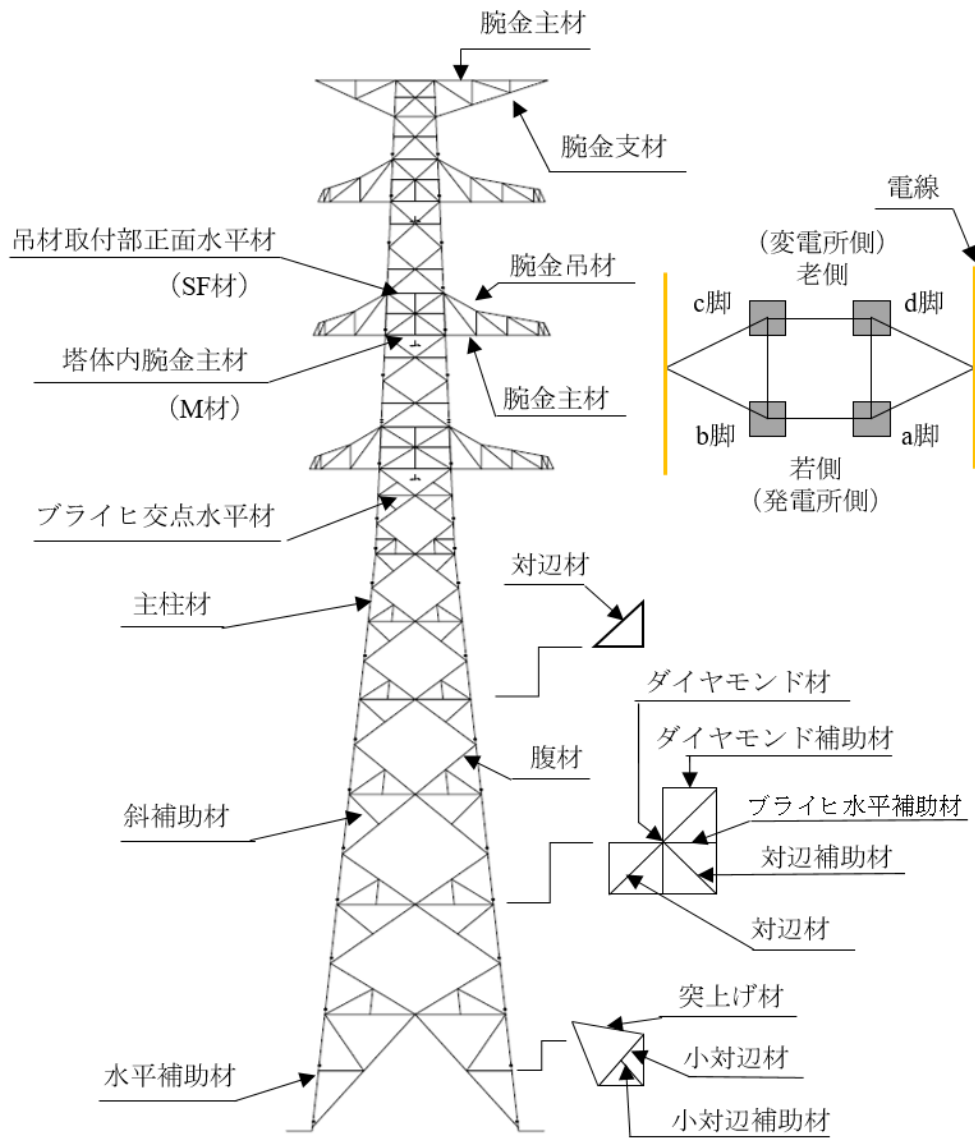 腕金主材
腕金支材
電線
吊材取付部正面水平材
(SF材)
腕金吊材
(変電所側)
老側
c脚
d脚
塔体内腕金主材
(M材)
腕金主材
b脚
a脚
若側
(発電所側)
ブライヒ交点水平材
対辺材
主柱材
ダイヤモンド材
ダイヤモンド補助材
腹材
ブライヒ水平補助材
斜補助材
対辺補助材
対辺材
突上げ材
小対辺材
水平補助材
小対辺補助材